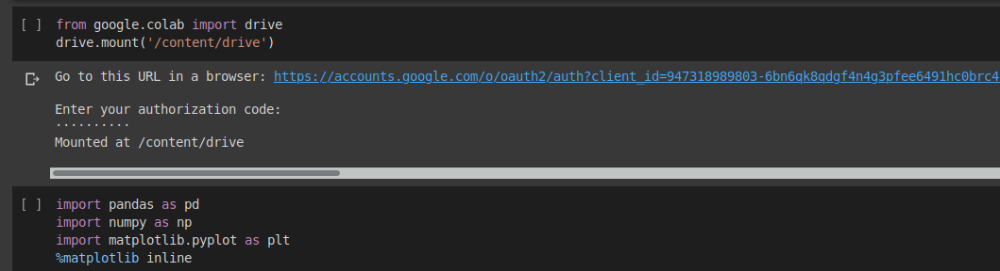 [ ] from google.colab import drive
drive.mount('/content/drive')
Go to this URL in a browser: https://accounts.google.com/o/oauth2/auth?client_id=947318989803-6bn6qk8qdgf4n4g3pfee6491hc0brc4
Enter your authorization code:
··········
Mounted at /content/drive
[ ] import pandas as pd
import numpy as np
import matplotlib.pyplot as plt
%matplotlib inline